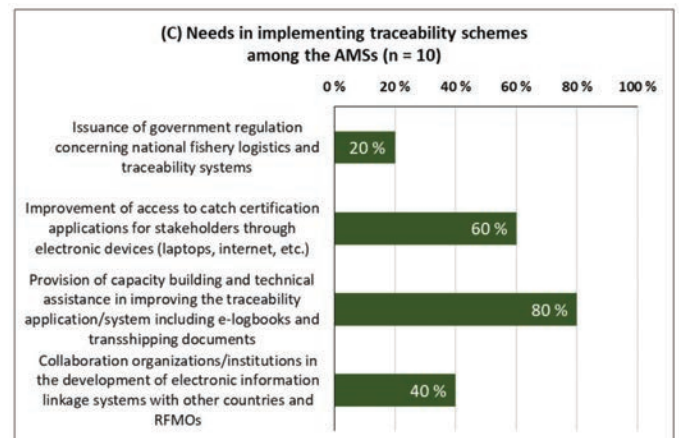 (C) Needs in implementing traceability schemes
among the AMSs (n = 10)
0 % 20 % 40 % 60 % 80 % 100 %
Issuance of government regulation
concerning national fishery logistics and
traceability systems
20 %
Improvement of access to catch certification
applications for stakeholders through
electronic devices (laptops, internet, etc.)
60 %
Provision of capacity building and technical
assistance in improving the traceability
application/system including e-logbooks and
transshipping documents
80 %
Collaboration organizations/institutions in
the development of electronic information
linkage systems with other countries and
RFMOs
40 %